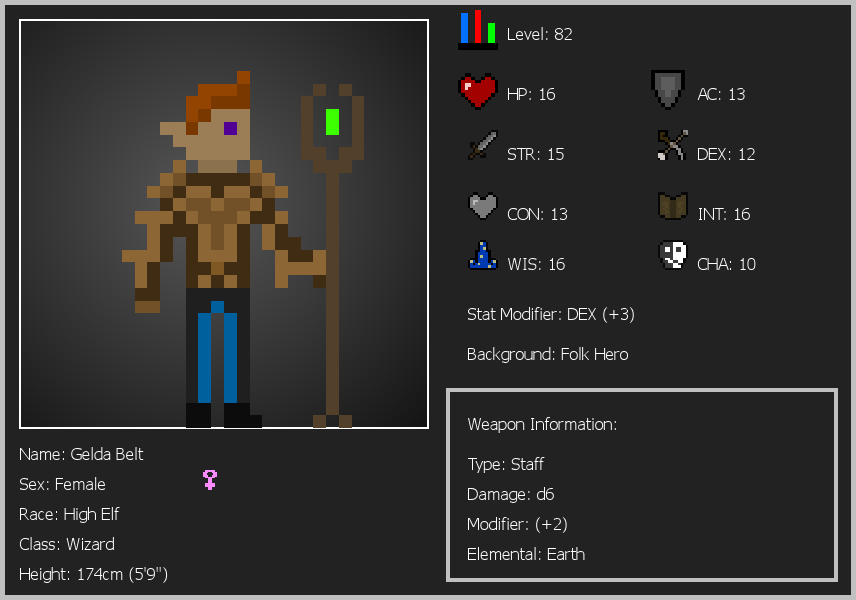 Level: 82
HP: 16
AC: 13
STR: 15
DEX: 12
CON: 13
INT: 16
WIS: 16
CHA: 10
Stat Modifier: DEX (+3)
Background: Folk Hero
Weapon Information:
Type: Staff
Damage: d6
Modifier: (+2)
Elemental: Earth
Name: Gelda Belt
Sex: Female
Race: High Elf
Class: Wizard
Height: 174cm (5'9")